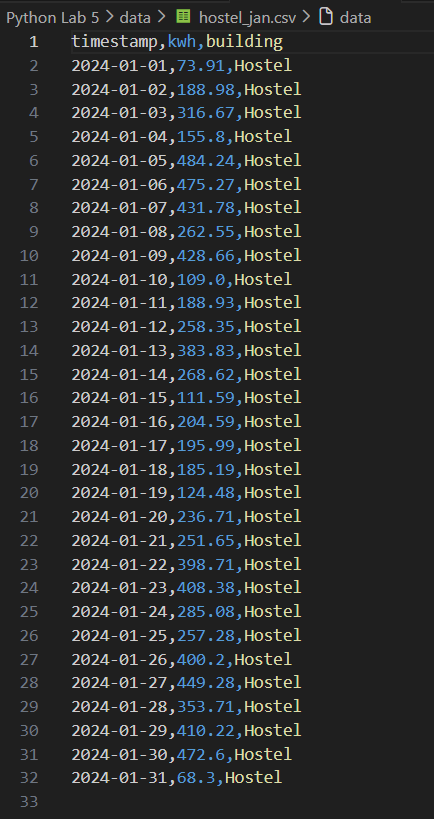 Python Lab 5 > data > hostel_jan.csv > data
1 timestamp,kwh,building
2 2024-01-01,73.91,Hostel
3 2024-01-02,188.98,Hostel
4 2024-01-03,316.67,Hostel
5 2024-01-04,155.8,Hostel
6 2024-01-05,484.24,Hostel
7 2024-01-06,475.27,Hostel
8 2024-01-07,431.78,Hostel
9 2024-01-08,262.55,Hostel
10 2024-01-09,428.66,Hostel
11 2024-01-10,109.0,Hostel
12 2024-01-11,188.93,Hostel
13 2024-01-12,258.35,Hostel
14 2024-01-13,383.83,Hostel
15 2024-01-14,268.62,Hostel
16 2024-01-15,111.59,Hostel
17 2024-01-16,204.59,Hostel
18 2024-01-17,195.99,Hostel
19 2024-01-18,185.19,Hostel
20 2024-01-19,124.48,Hostel
21 2024-01-20,236.71,Hostel
22 2024-01-21,251.65,Hostel
23 2024-01-22,398.71,Hostel
24 2024-01-23,408.38,Hostel
25 2024-01-24,285.08,Hostel
26 2024-01-25,257.28,Hostel
27 2024-01-26,400.2,Hostel
28 2024-01-27,449.28,Hostel
29 2024-01-28,353.71,Hostel
30 2024-01-29,410.22,Hostel
31 2024-01-30,472.6,Hostel
32 2024-01-31,68.3,Hostel
33